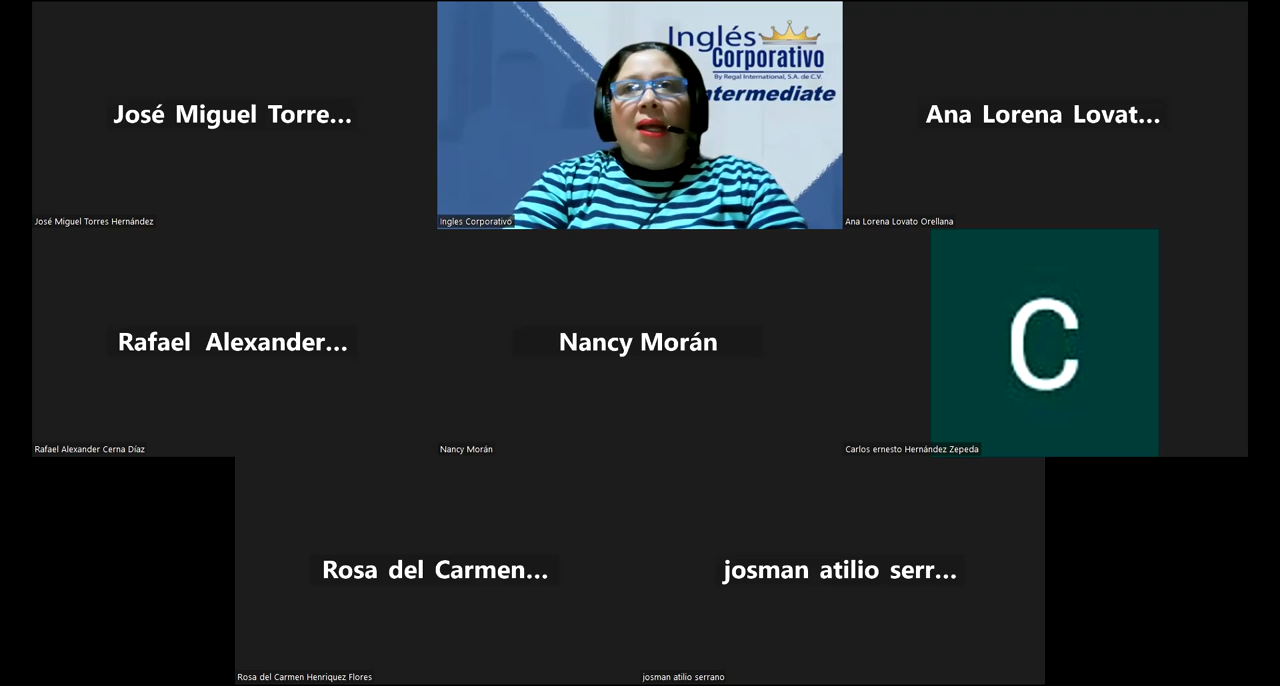 José Miguel Torre...
José Miguel Torres Hernández
Inglés
Corporativo
By Regal International, S.A. de C.V.
ntermediate
Ingles Corporativo
Ana Lorena Lovat...
Ana Lorena Lovato Orellana
Rafael Alexander...
Rafael Alexander Cerna Díaz
Nancy Morán
Nancy Morán
C
Carlos ernesto Hernández Zepeda
Rosa del Carmen...
Rosa del Carmen Henriquez Flores
josman atilio serr...
josman atilio serrano